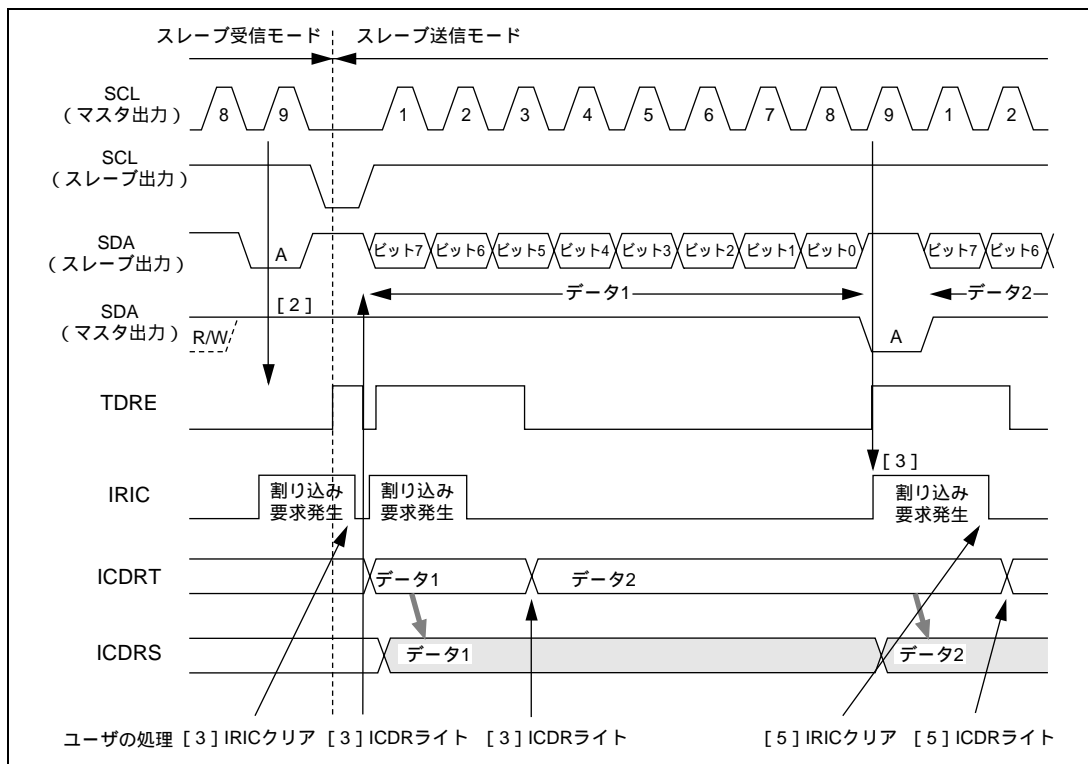 スレーブ受信モード スレーブ送信モード
SCL
(マスタ出力)
8 9 1 2 3 4 5 6 7 8 9 1 2
SCL
(スレーブ出力)
SDA
(スレーブ出力)
A ビット7 ビット6 ビット5 ビット4 ビット3 ビット2 ビット1 ビット0 ビット7 ビット6
[2] データ1 データ2
SDA
(マスタ出力)
R/W A
TDRE
[3]
IRIC
割り込み
要求発生
割り込み
要求発生
割り込み
要求発生
ICDRT
データ1 データ2
ICDRS
データ1 データ2
ユーザの処理 [3] IRICクリア [3] ICDRライト [3] ICDRライト [5] IRICクリア [5] ICDRライト